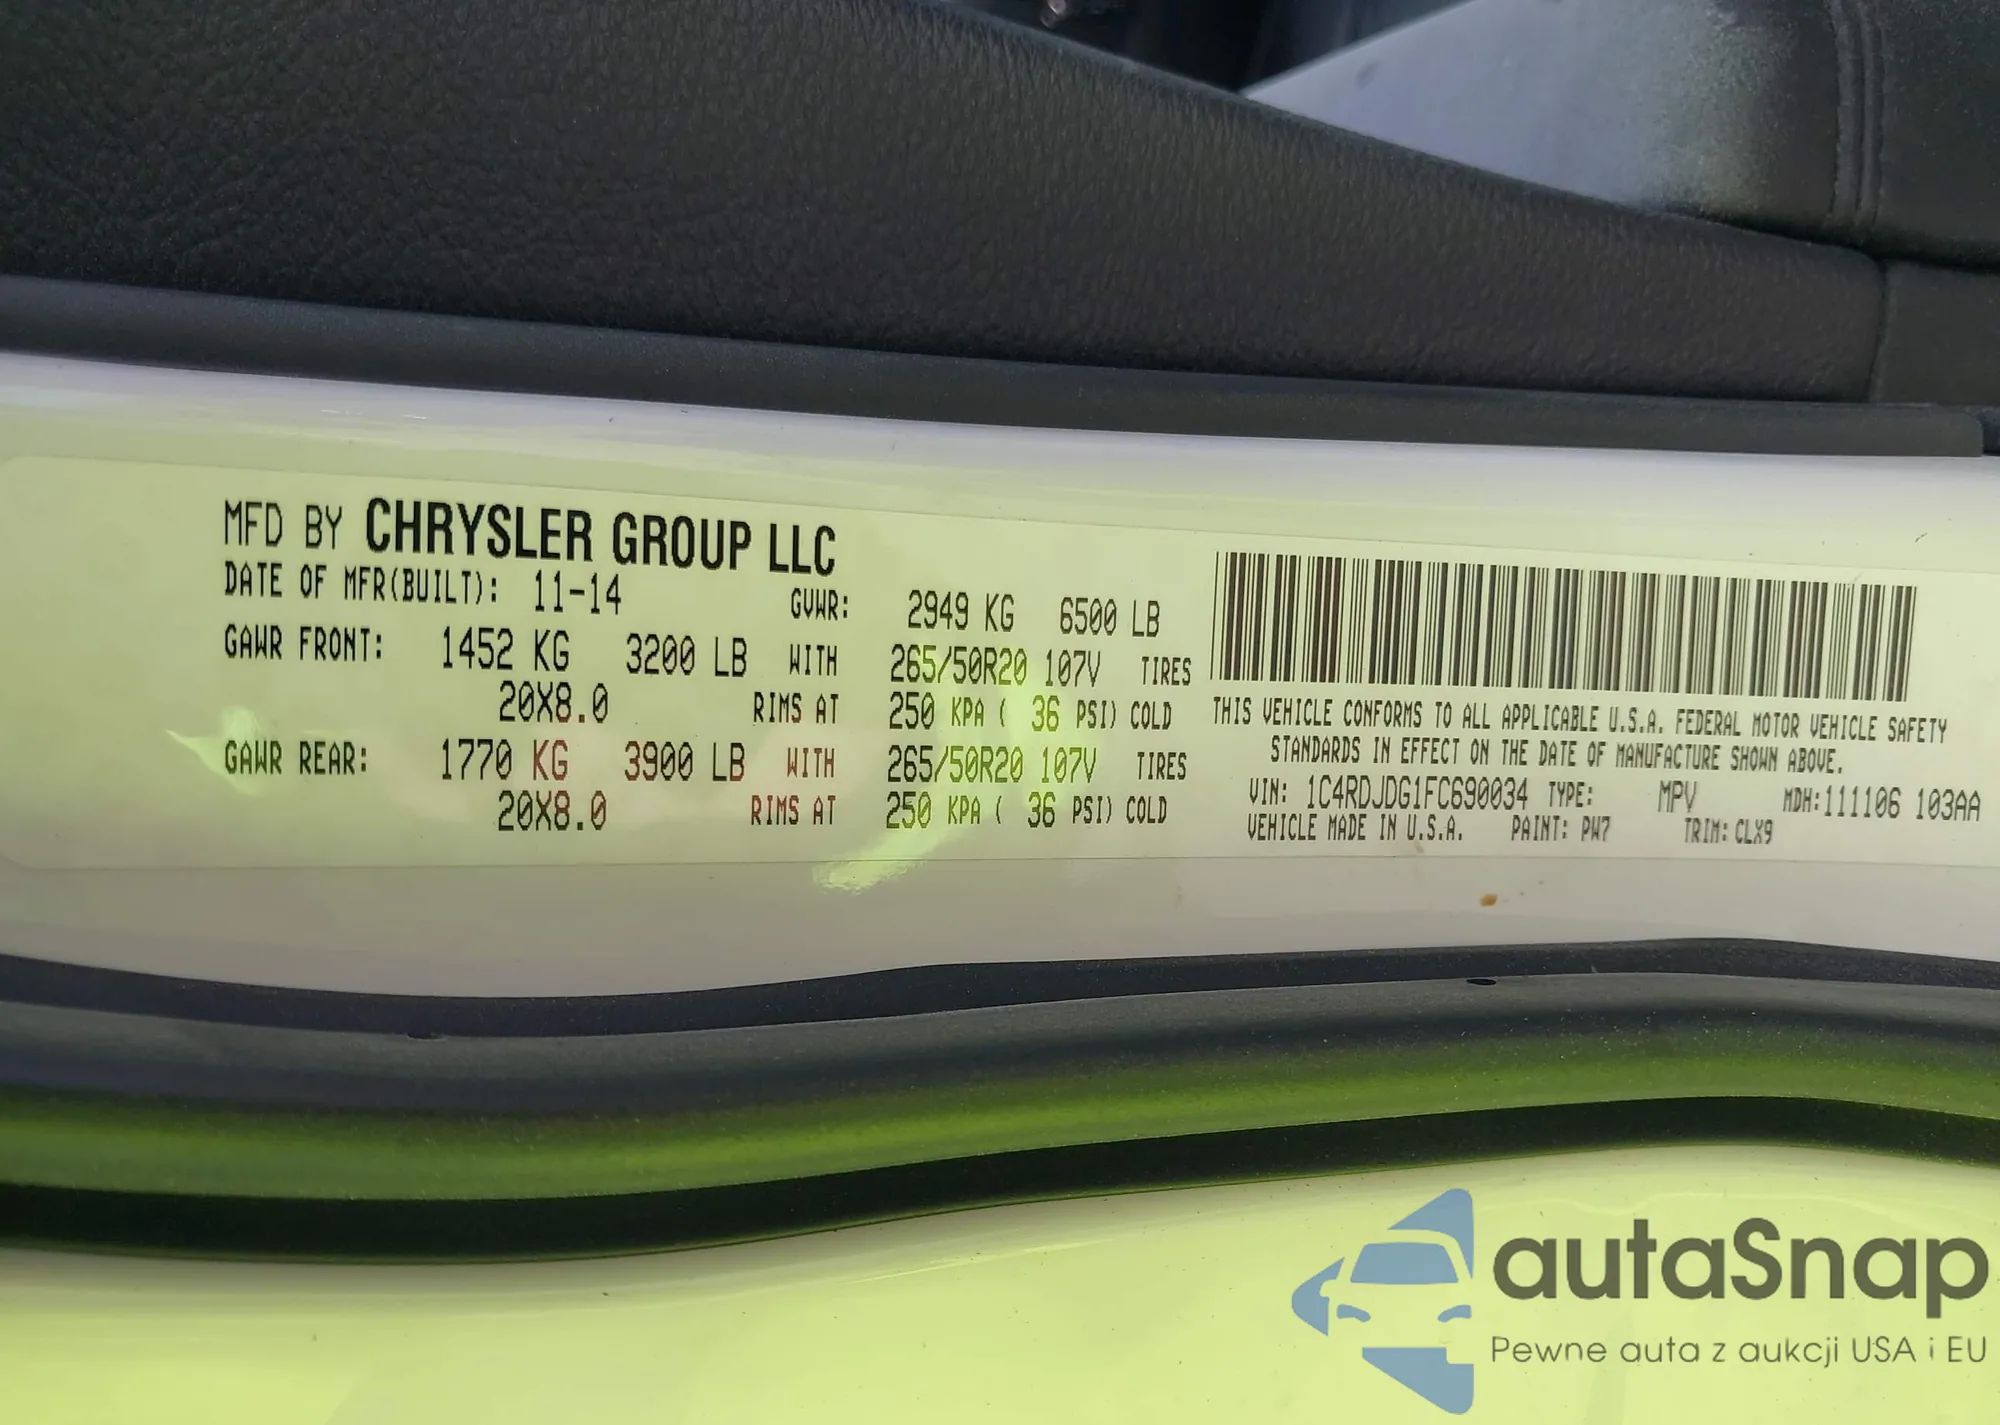 MFD BY CHRYSLER GROUP LLC
DATE OF MFR(BUILT): 11-14 GVWR: 2949 KG 6500 LB
GAWR FRONT: 1452 KG 3200 LB WITH 265/50R20 107V TIRES
20X8.0 RIMS AT 250 KPA ( 36 PSI) COLD
GAWR REAR: 1770 KG 3900 LB WITH 265/50R20 107V TIRES
20X8.0 RIMS AT 250 KPA ( 36 PSI) COLD
THIS VEHICLE CONFORMS TO ALL APPLICABLE U.S.A. FEDERAL MOTOR VEHICLE SAFETY
STANDARDS IN EFFECT ON THE DATE OF MANUFACTURE SHOWN ABOVE.
VIN: 1C4RDJDG1FC690034 TYPE: MPV MDH:111106 103AA
VEHICLE MADE IN U.S.A. PAINT: PW7 TRIM: CLX9
autaSnap
Pewne auta z aukcji USA i EU